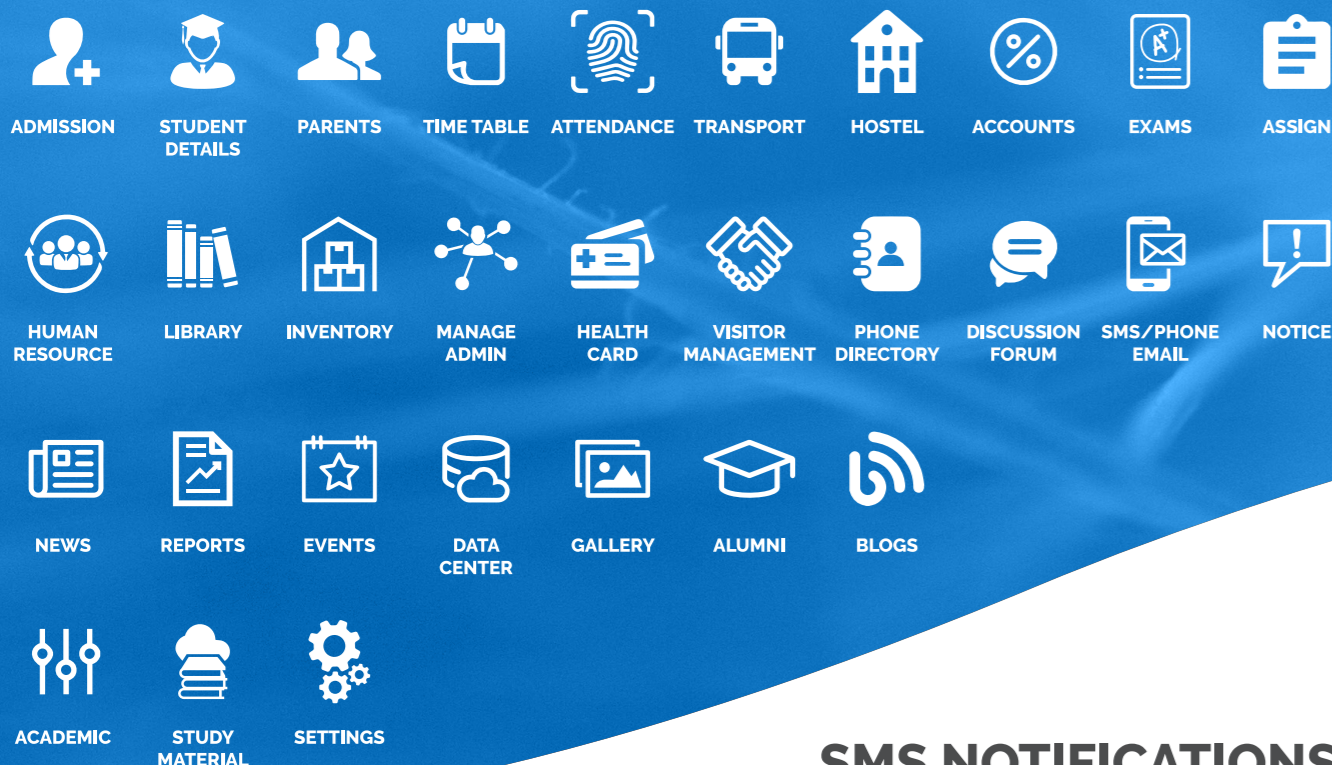 A+
ADMISSION
STUDENT
DETAILS
PARENTS
TIME TABLE
ATTENDANCE
TRANSPORT
HOSTEL
ACCOUNTS
EXAMS
ASSIGN
HUMAN
RESOURCE
LIBRARY
INVENTORY
MANAGE
ADMIN
HEALTH
CARD
VISITOR
MANAGEMENT
PHONE
DIRECTORY
DISCUSSION
FORUM
SMS/PHONE
EMAIL
NOTICE
NEWS
REPORTS
EVENTS
DATA
CENTER
GALLERY
ALUMNI
BLOGS
ACADEMIC
STUDY
MATERIAL
SETTINGS
SMS NOTIFICATIONS